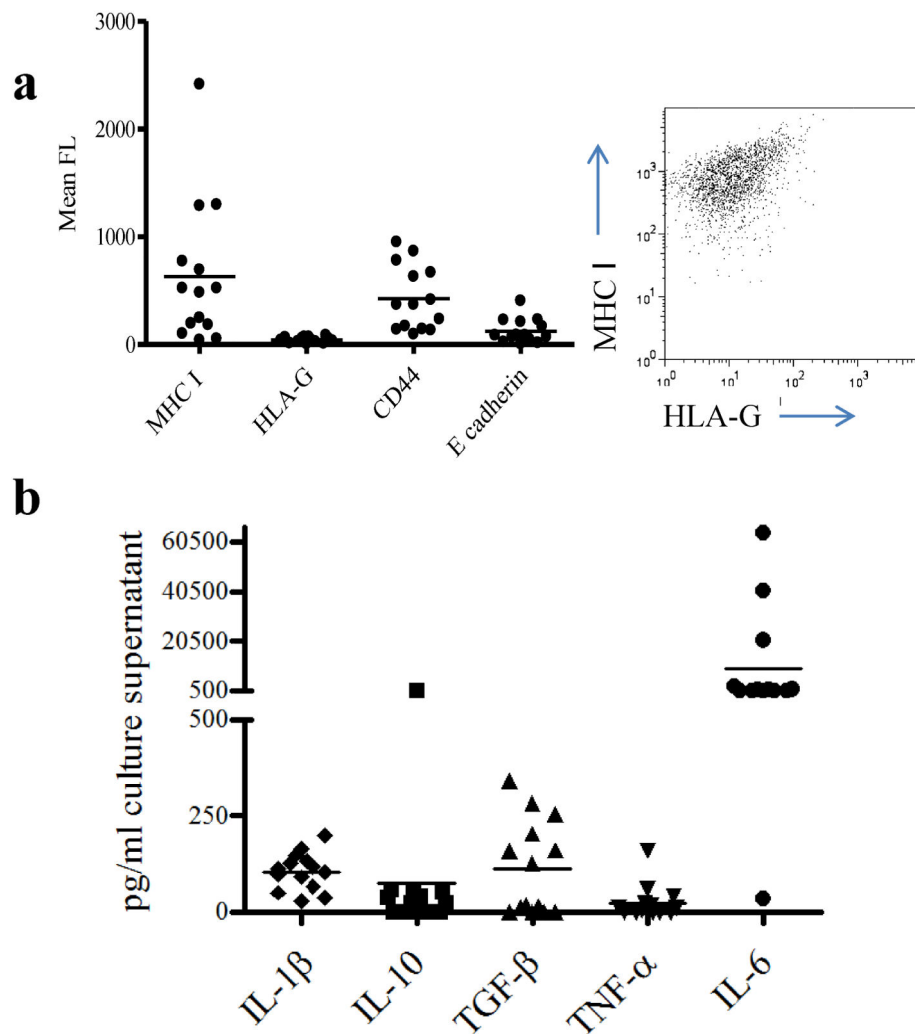 a
Mean FL
3000
2000
1000
0
MHC I
HLA-G
CD44
E cadherin
MHC I
10³
10²
10¹
10⁰
10⁰ 10¹ 10² 10³
HLA-G
b
pg/ml culture supernatant
60500
40500
20500
500
500
250
0
IL-1β
IL-10
TGF-β
TNF-α
IL-6